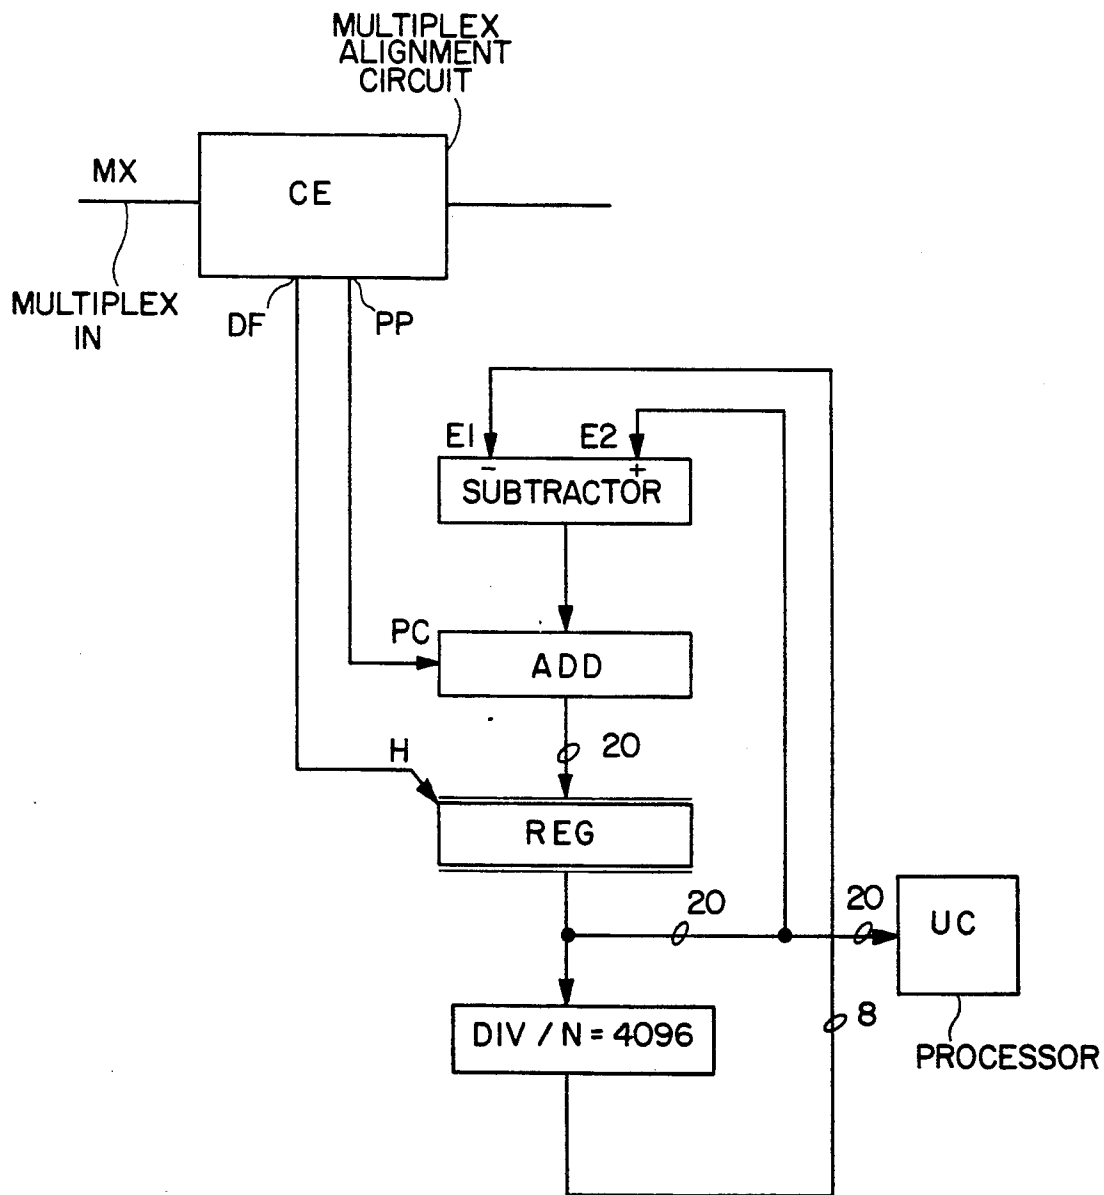 MULTIPLEX
ALIGNMENT
CIRCUIT
MX
CE
MULTIPLEX
IN
DF
PP
E1
E2
- +
SUBTRACTOR
PC
ADD
20
H
REG
20
20
UC
8
DIV / N = 4096
PROCESSOR